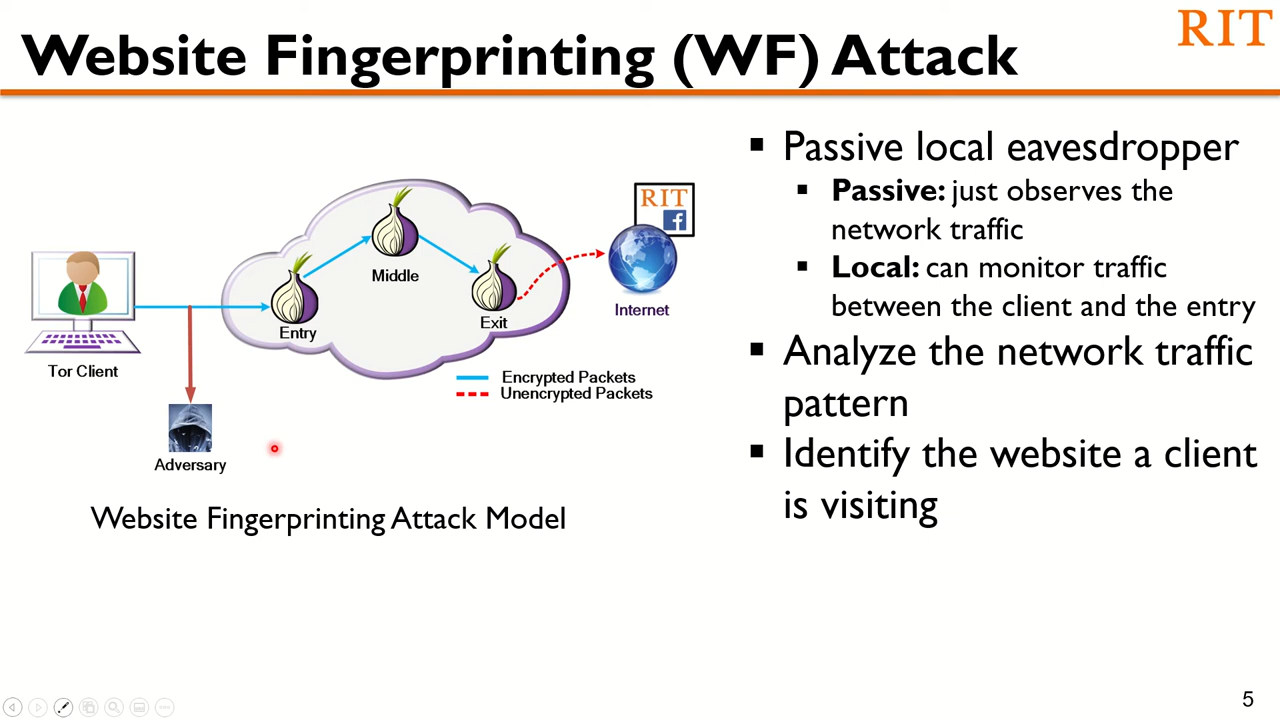 Website Fingerprinting (WF) Attack
RIT
▪ Passive local eavesdropper
▪ Passive: just observes the
network traffic
▪ Local: can monitor traffic
between the client and the entry
▪ Analyze the network traffic
pattern
▪ Identify the website a client
is visiting
RIT
f
Middle
Entry
Exit
Internet
Tor Client
Encrypted Packets
Unencrypted Packets
Adversary
Website Fingerprinting Attack Model
5